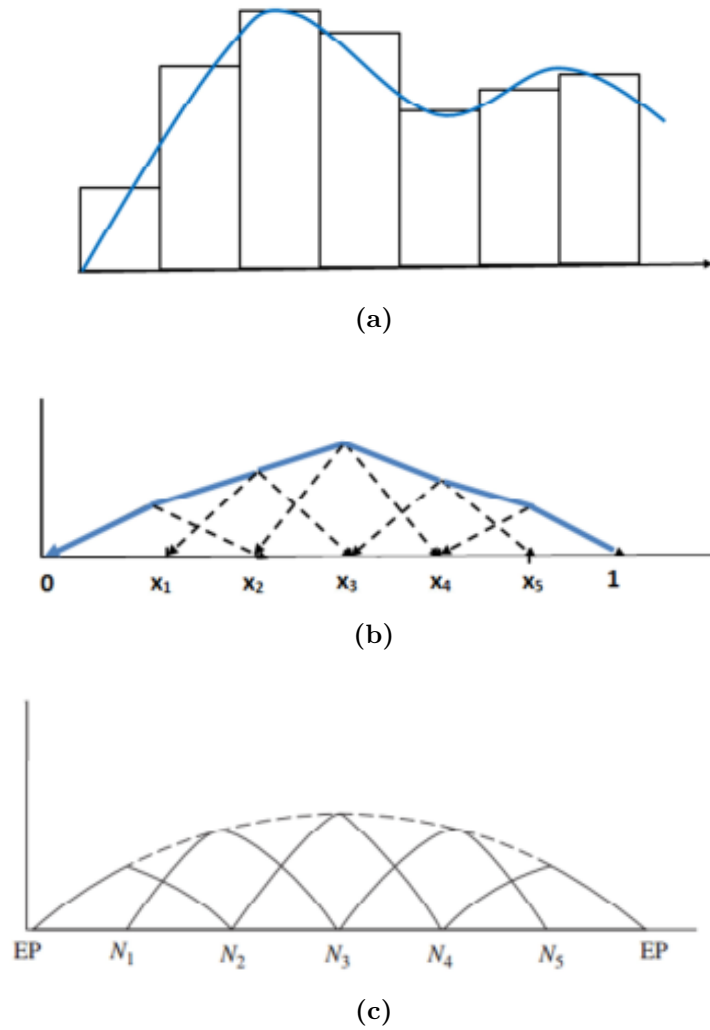 (a)
0 x₁ x₂ x₃ x₄ x₅ 1
(b)
EP N₁ N₂ N₃ N₄ N₅ EP
(c)